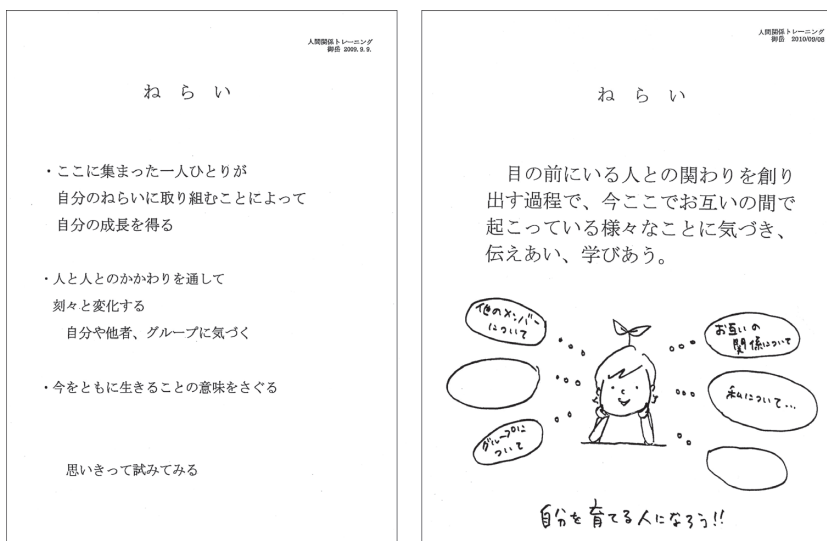 人間関係トレーニング
御岳 2009.9.9.
ねらい
・ここに集まった一人ひとりが
自分のねらいに取り組むことによって
自分の成長を得る
・人と人とのかかわりを通して
刻々と変化する
自分や他者、グループに気づく
・今をともに生きることの意味をさぐる
思いきって試みてみる
人間関係トレーニング
御岳 2010/09/08
ねらい
目の前にいる人との関わりを創り
出す過程で、今ここでお互いの間で
起こっている様々なことに気づき、
伝えあい、学びあう。
他のメンバー
について
お互いの
関係について
私について…
グループに
ついて
自分を育てる人になろう!!